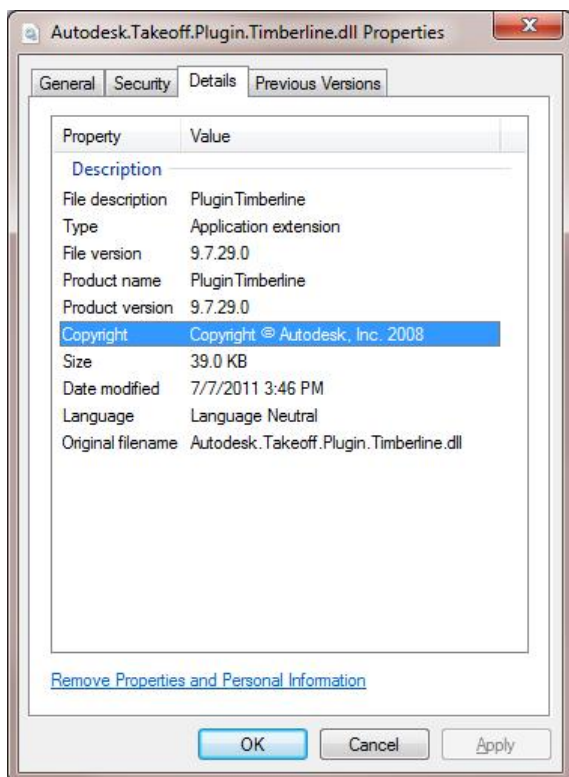 Autodesk.Takeoff.Plugin.Timberline.dll Properties
General Security Details Previous Versions
Property Value
Description
File description PluginTimberline
Type Application extension
File version 9.7.29.0
Product name PluginTimberline
Product version 9.7.29.0
Copyright Copyright © Autodesk, Inc. 2008
Size 39.0 KB
Date modified 7/7/2011 3:46 PM
Language Language Neutral
Original filename Autodesk.Takeoff.Plugin.Timberline.dll
Remove Properties and Personal Information
OK Cancel Apply